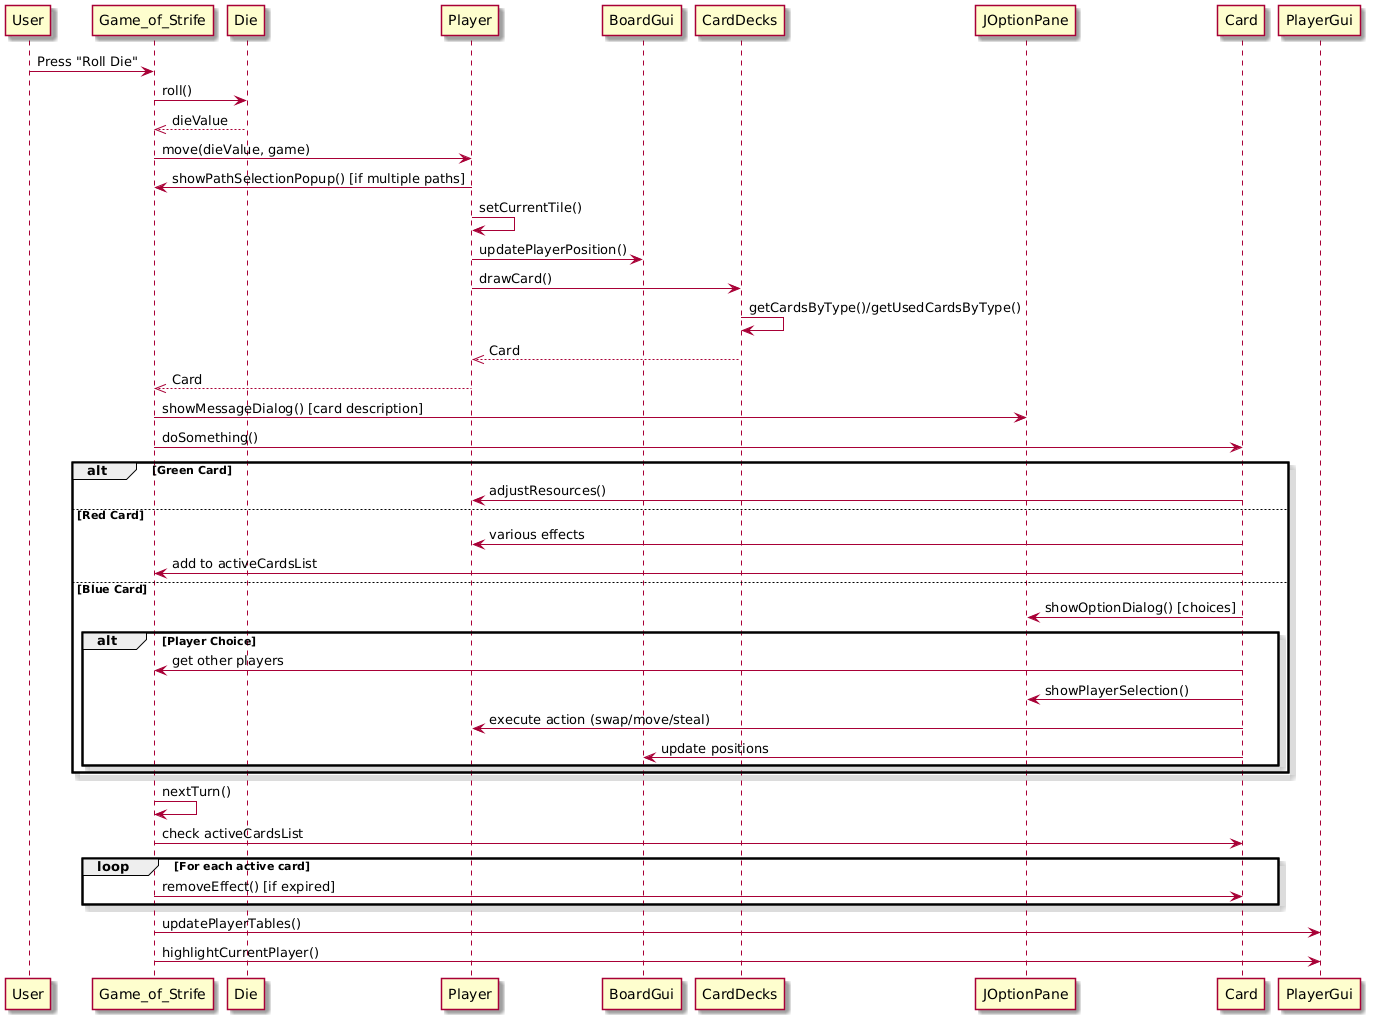 User Game_of_Strife Die Player BoardGui CardDecks JOptionPane Card PlayerGui
Press "Roll Die"
roll()
dieValue
move(dieValue, game)
showPathSelectionPopup() [if multiple paths]
setCurrentTile()
updatePlayerPosition()
drawCard()
getCardsByType()/getUsedCardsByType()
Card
Card
showMessageDialog() [card description]
doSomething()
alt [Green Card]
adjustResources()
[Red Card]
various effects
add to activeCardsList
[Blue Card]
showOptionDialog() [choices]
alt [Player Choice]
get other players
showPlayerSelection()
execute action (swap/move/steal)
update positions
nextTurn()
check activeCardsList
loop [For each active card]
removeEffect() [if expired]
updatePlayerTables()
highlightCurrentPlayer()
User Game_of_Strife Die Player BoardGui CardDecks JOptionPane Card PlayerGui